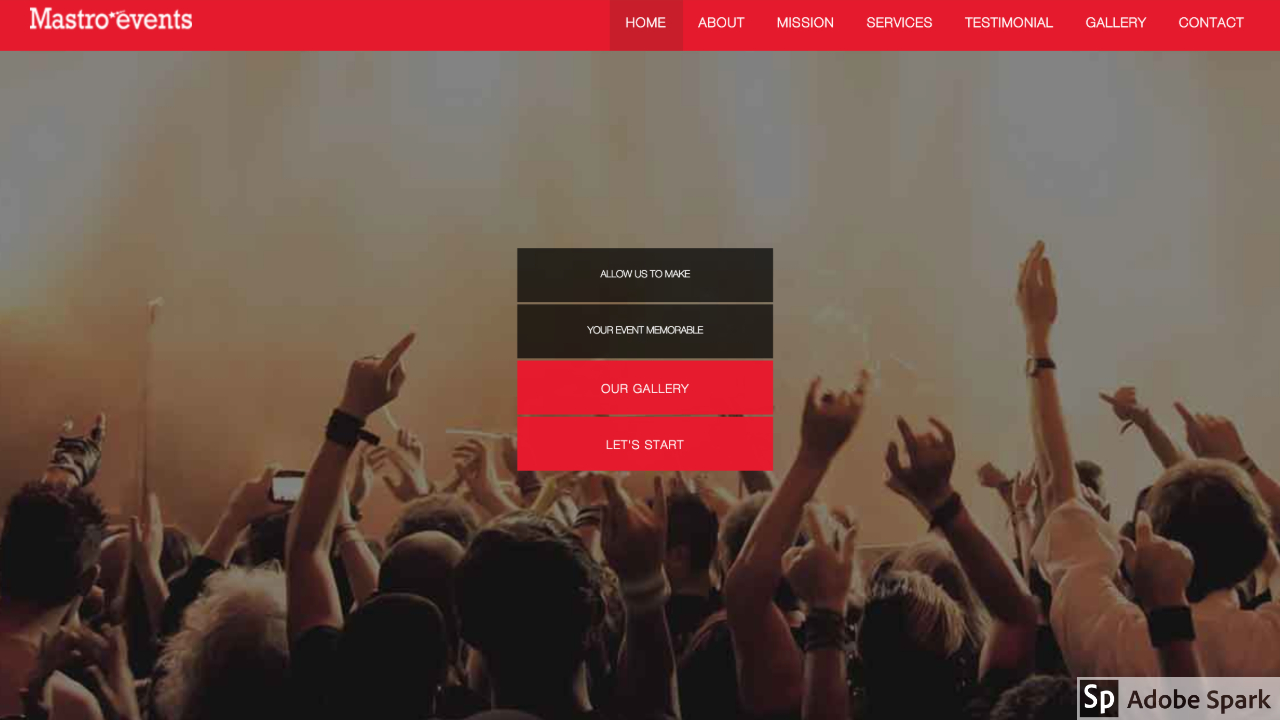 Mastro events
HOME ABOUT MISSION SERVICES TESTIMONIAL GALLERY CONTACT
ALLOW US TO MAKE
YOUR EVENT MEMORABLE
OUR GALLERY
LET'S START
Sp Adobe Spark